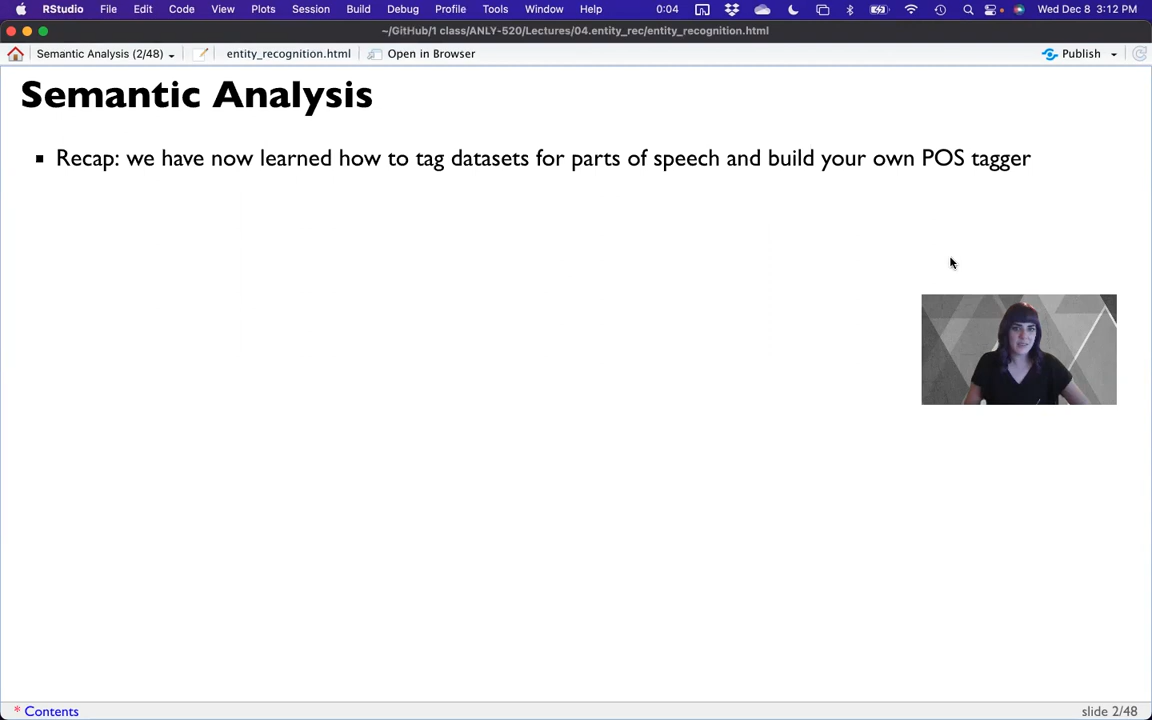 RStudio File Edit Code View Plots Session Build Debug Profile Tools Window Help 0:04 Wed Dec 8 3:12 PM
~/GitHub/1 class/ANLY-520/Lectures/04.entity_rec/entity_recognition.html
Semantic Analysis (2/48) entity_recognition.html Open in Browser Publish
Semantic Analysis
▪ Recap: we have now learned how to tag datasets for parts of speech and build your own POS tagger
* Contents slide 2/48